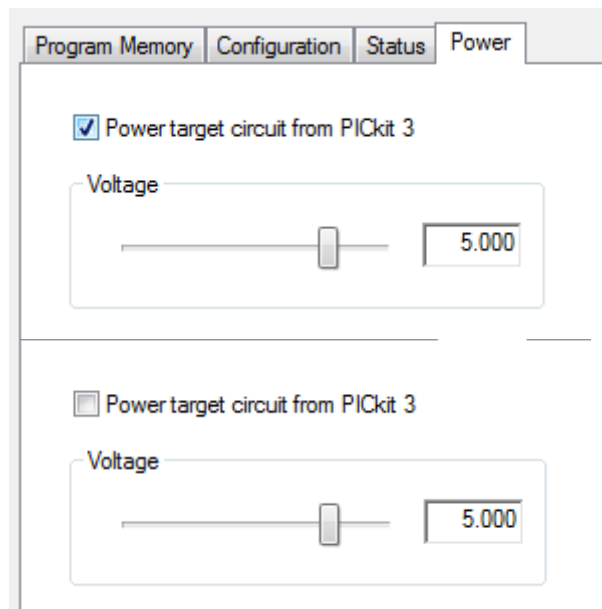 Program Memory Configuration Status Power
Power target circuit from PICkit 3
Voltage
5.000
Power target circuit from PICkit 3
Voltage
5.000